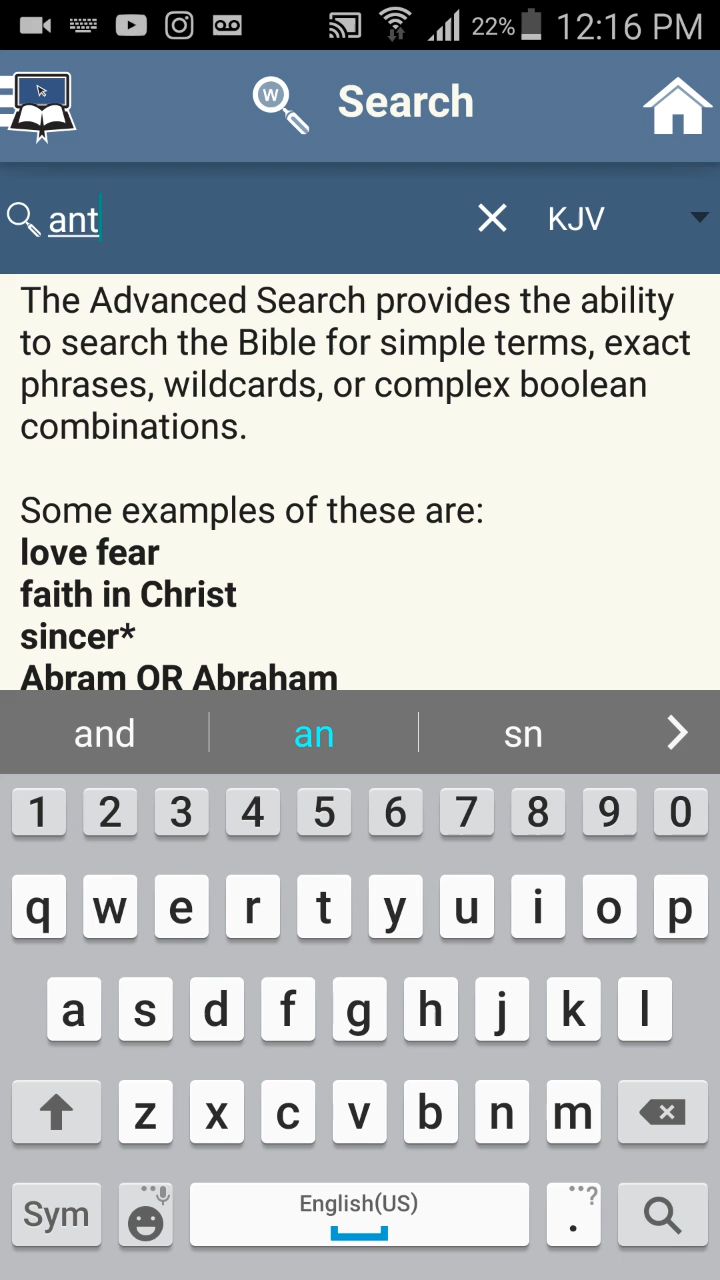 22% 12:16 PM
W Search
ant KJV
The Advanced Search provides the ability
to search the Bible for simple terms, exact
phrases, wildcards, or complex boolean
combinations.
Some examples of these are:
love fear
faith in Christ
sincer*
Abram OR Abraham
and an sn
1 2 3 4 5 6 7 8 9 0
q w e r t y u i o p
a s d f g h j k l
z x c v b n m
Sym English(US) . ?